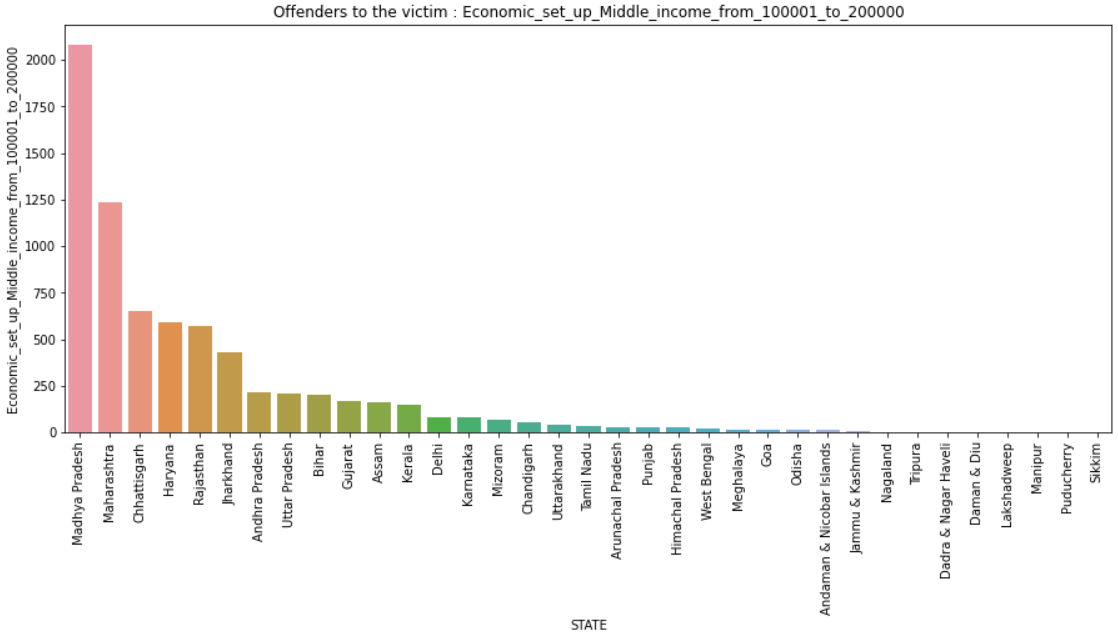 Offenders to the victim : Economic_set_up_Middle_income_from_100001_to_200000
Economic_set_up_Middle_income_from_100001_to_200000
2000
1750
1500
1250
1000
750
500
250
0
Madhya Pradesh
Maharashtra
Chhattisgarh
Haryana
Rajasthan
Jharkhand
Andhra Pradesh
Uttar Pradesh
Bihar
Gujarat
Assam
Kerala
Delhi
Karnataka
Mizoram
Chandigarh
Uttarakhand
Tamil Nadu
Arunachal Pradesh
Punjab
Himachal Pradesh
West Bengal
Meghalaya
Goa
Odisha
Andaman & Nicobar Islands
Jammu & Kashmir
Nagaland
Tripura
Dadra & Nagar Haveli
Daman & Diu
Lakshadweep
Manipur
Puducherry
Sikkim
STATE